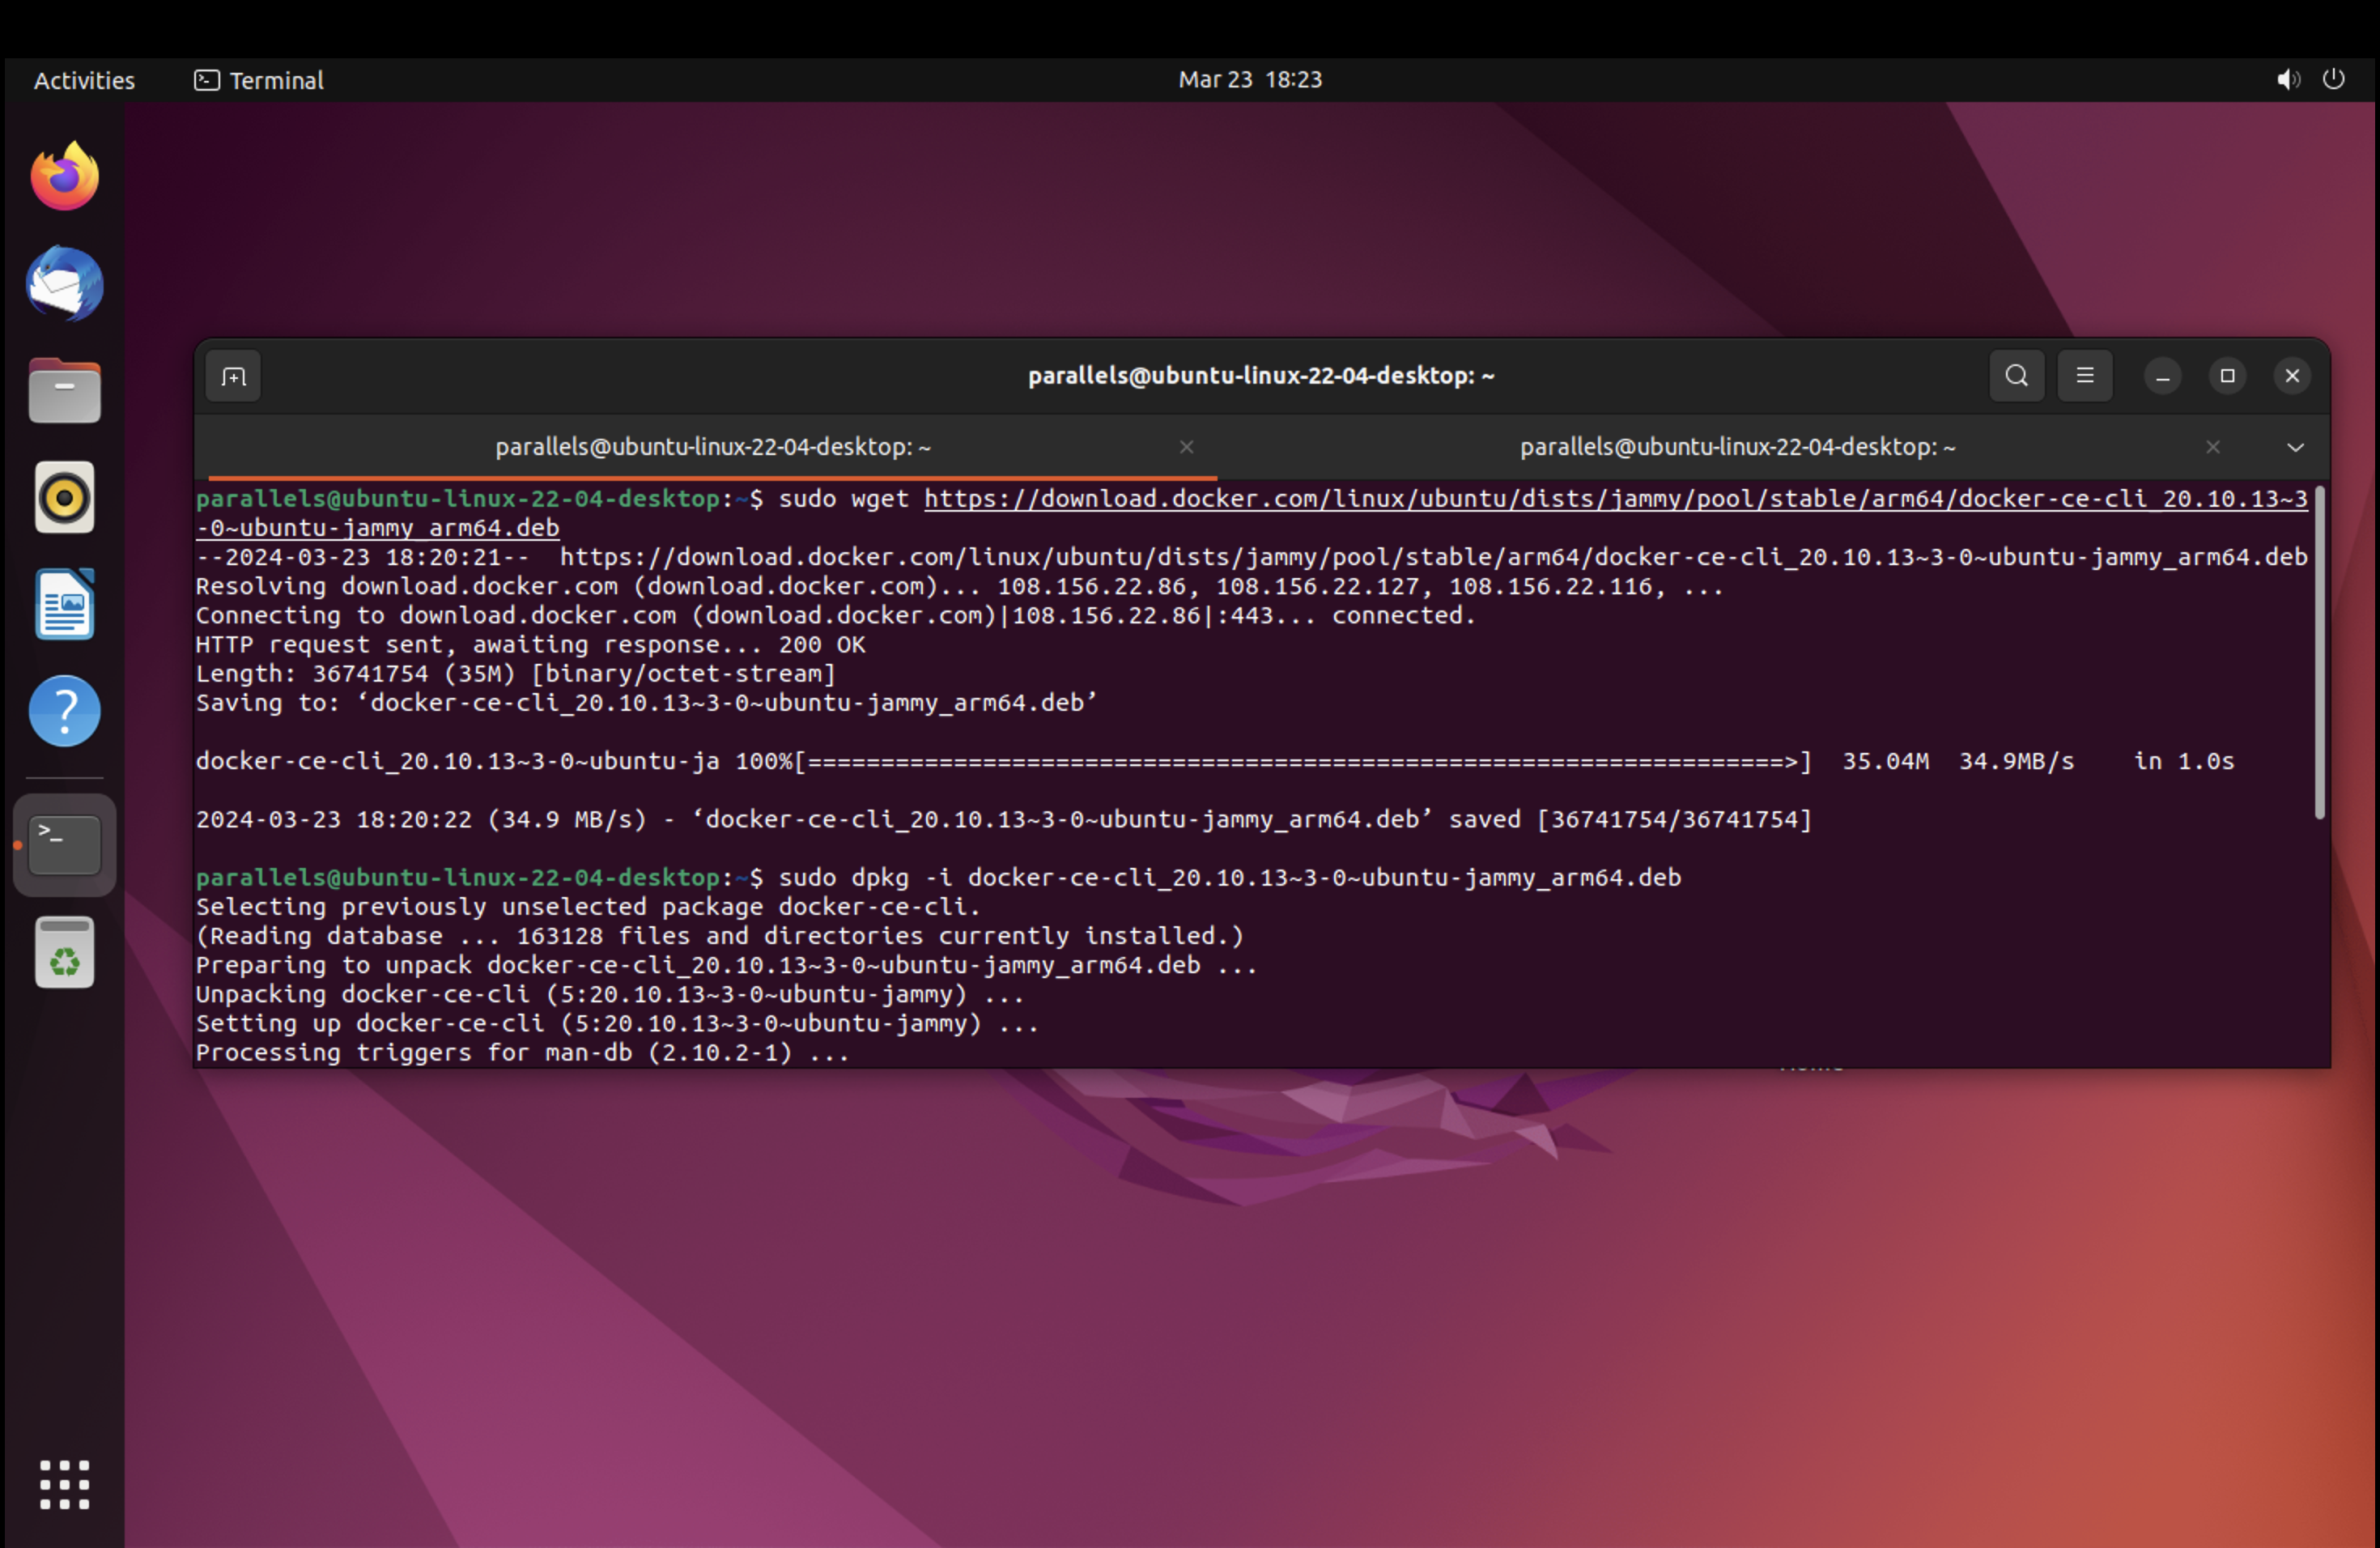 Activities
Terminal
Mar 23 18:23
parallels@ubuntu-linux-22-04-desktop: ~
parallels@ubuntu-linux-22-04-desktop: ~
parallels@ubuntu-linux-22-04-desktop: ~
parallels@ubuntu-linux-22-04-desktop:~$ sudo wget https://download.docker.com/linux/ubuntu/dists/jammy/pool/stable/arm64/docker-ce-cli_20.10.13~3
-0~ubuntu-jammy_arm64.deb
--2024-03-23 18:20:21--  https://download.docker.com/linux/ubuntu/dists/jammy/pool/stable/arm64/docker-ce-cli_20.10.13~3-0~ubuntu-jammy_arm64.deb
Resolving download.docker.com (download.docker.com)... 108.156.22.86, 108.156.22.127, 108.156.22.116, ...
Connecting to download.docker.com (download.docker.com)|108.156.22.86|:443... connected.
HTTP request sent, awaiting response... 200 OK
Length: 36741754 (35M) [binary/octet-stream]
Saving to: ‘docker-ce-cli_20.10.13~3-0~ubuntu-jammy_arm64.deb’
docker-ce-cli_20.10.13~3-0~ubuntu-ja 100%[===================================================================>]  35.04M  34.9MB/s    in 1.0s
2024-03-23 18:20:22 (34.9 MB/s) - ‘docker-ce-cli_20.10.13~3-0~ubuntu-jammy_arm64.deb’ saved [36741754/36741754]
parallels@ubuntu-linux-22-04-desktop:~$ sudo dpkg -i docker-ce-cli_20.10.13~3-0~ubuntu-jammy_arm64.deb
Selecting previously unselected package docker-ce-cli.
(Reading database ... 163128 files and directories currently installed.)
Preparing to unpack docker-ce-cli_20.10.13~3-0~ubuntu-jammy_arm64.deb ...
Unpacking docker-ce-cli (5:20.10.13~3-0~ubuntu-jammy) ...
Setting up docker-ce-cli (5:20.10.13~3-0~ubuntu-jammy) ...
Processing triggers for man-db (2.10.2-1) ...